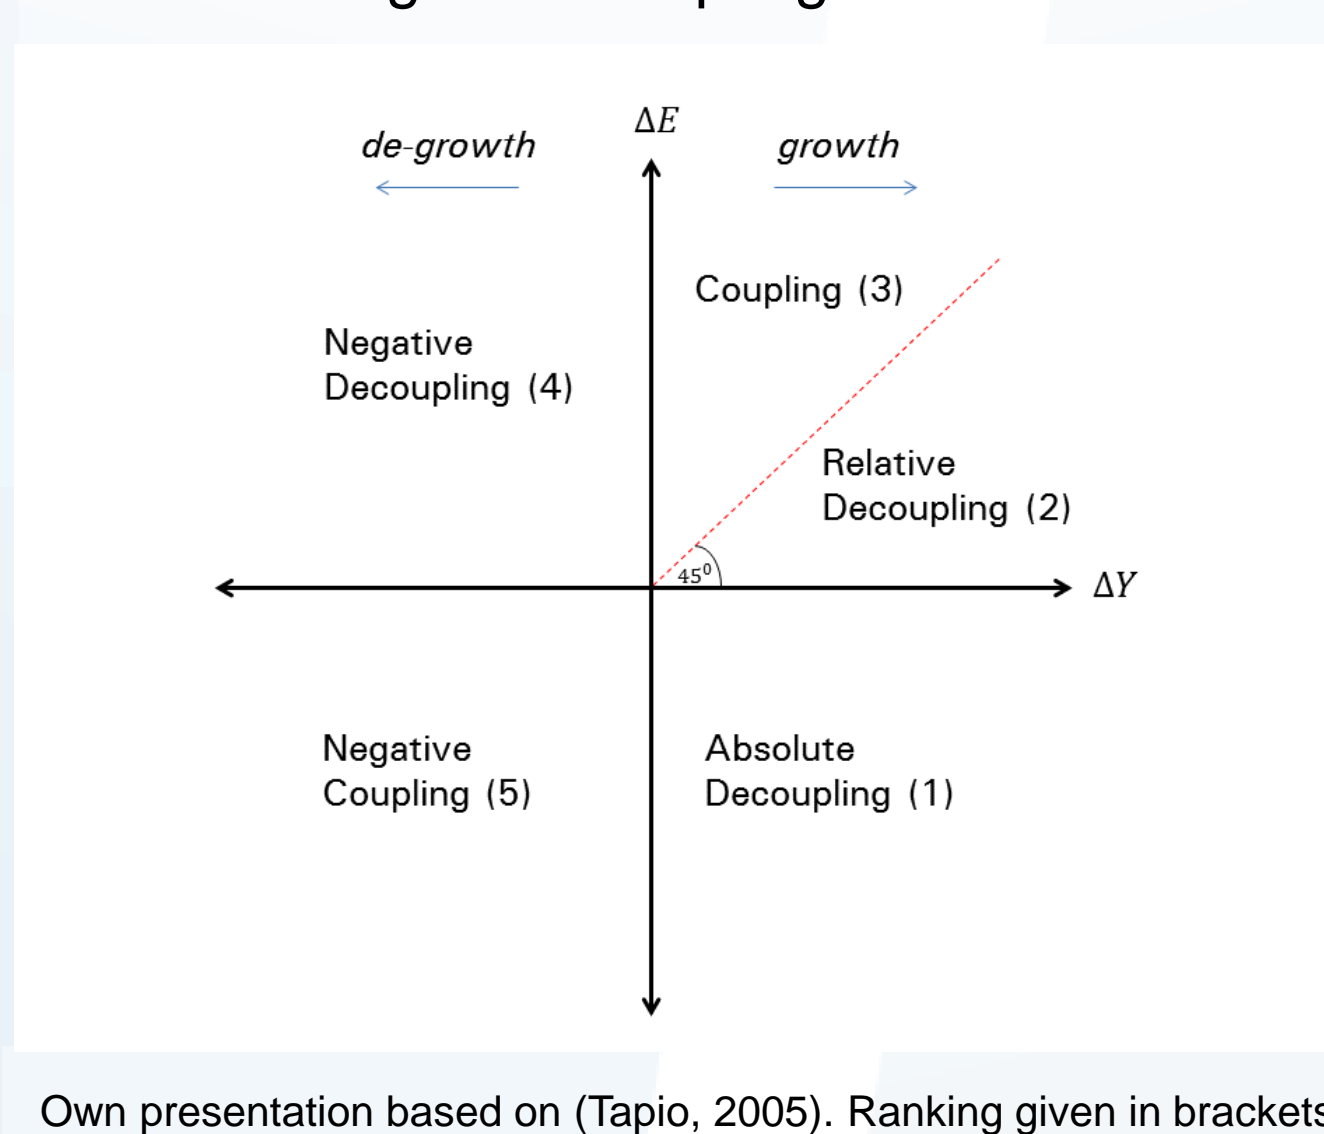 ΔE
de-growth
growth
Coupling (3)
Negative
Decoupling (4)
Relative
Decoupling (2)
45⁰
ΔY
Negative
Coupling (5)
Absolute
Decoupling (1)
Own presentation based on (Tapio, 2005). Ranking given in brackets